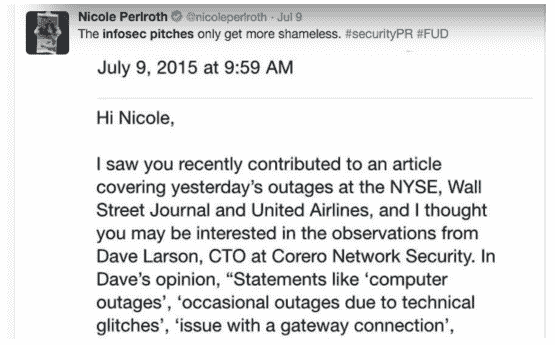 Nicole Perlroth @nicoleperlroth · Jul 9
The infosec pitches only get more shameless. #securityPR #FUD
July 9, 2015 at 9:59 AM
Hi Nicole,
I saw you recently contributed to an article
covering yesterday's outages at the NYSE, Wall
Street Journal and United Airlines, and I thought
you may be interested in the observations from
Dave Larson, CTO at Corero Network Security. In
Dave's opinion, “Statements like ‘computer
outages’, ‘occasional outages due to technical
glitches’, ‘issue with a gateway connection’,